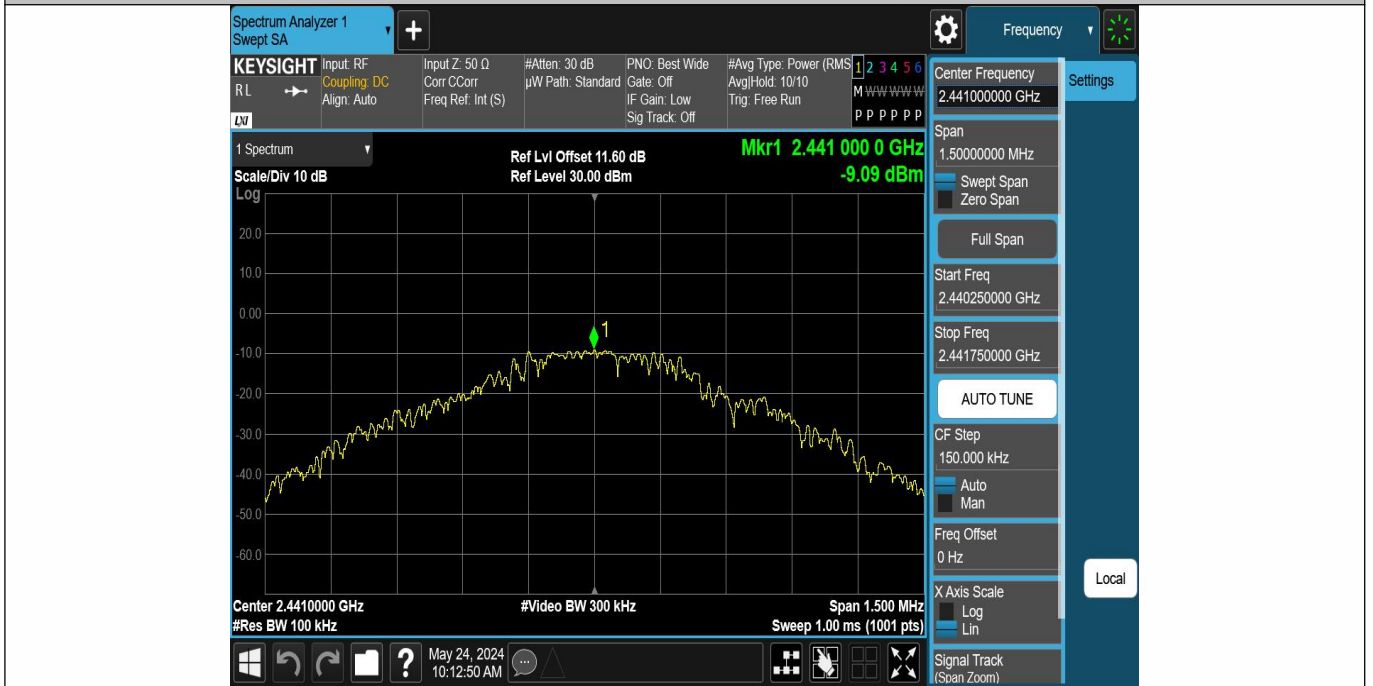 Spectrum Analyzer 1
Swept SA
+
Frequency
KEYSIGHT
RL
LXI
Input: RF
Coupling: DC
Align: Auto
Input Z: 50 Ω
Corr CCorr
Freq Ref: Int (S)
#Atten: 30 dB
µW Path: Standard
PNO: Best Wide
Gate: Off
IF Gain: Low
Sig Track: Off
#Avg Type: Power (RMS
Avg|Hold: 10/10
Trig: Free Run
1 2 3 4 5 6
M W W W W W
P P P P P P
1 Spectrum
Scale/Div 10 dB
Ref Lvl Offset 11.60 dB
Ref Level 30.00 dBm
Mkr1 2.441 000 0 GHz
-9.09 dBm
Log
20.0
10.0
0.00
-10.0
-20.0
-30.0
-40.0
-50.0
-60.0
1
Center 2.4410000 GHz
#Res BW 100 kHz
#Video BW 300 kHz
Span 1.500 MHz
Sweep 1.00 ms (1001 pts)
Center Frequency
2.441000000 GHz
Settings
Span
1.50000000 MHz
Swept Span
Zero Span
Full Span
Start Freq
2.440250000 GHz
Stop Freq
2.441750000 GHz
AUTO TUNE
CF Step
150.000 kHz
Auto
Man
Freq Offset
0 Hz
X Axis Scale
Log
Lin
Local
Signal Track
(Span Zoom)
?
May 24, 2024
10:12:50 AM